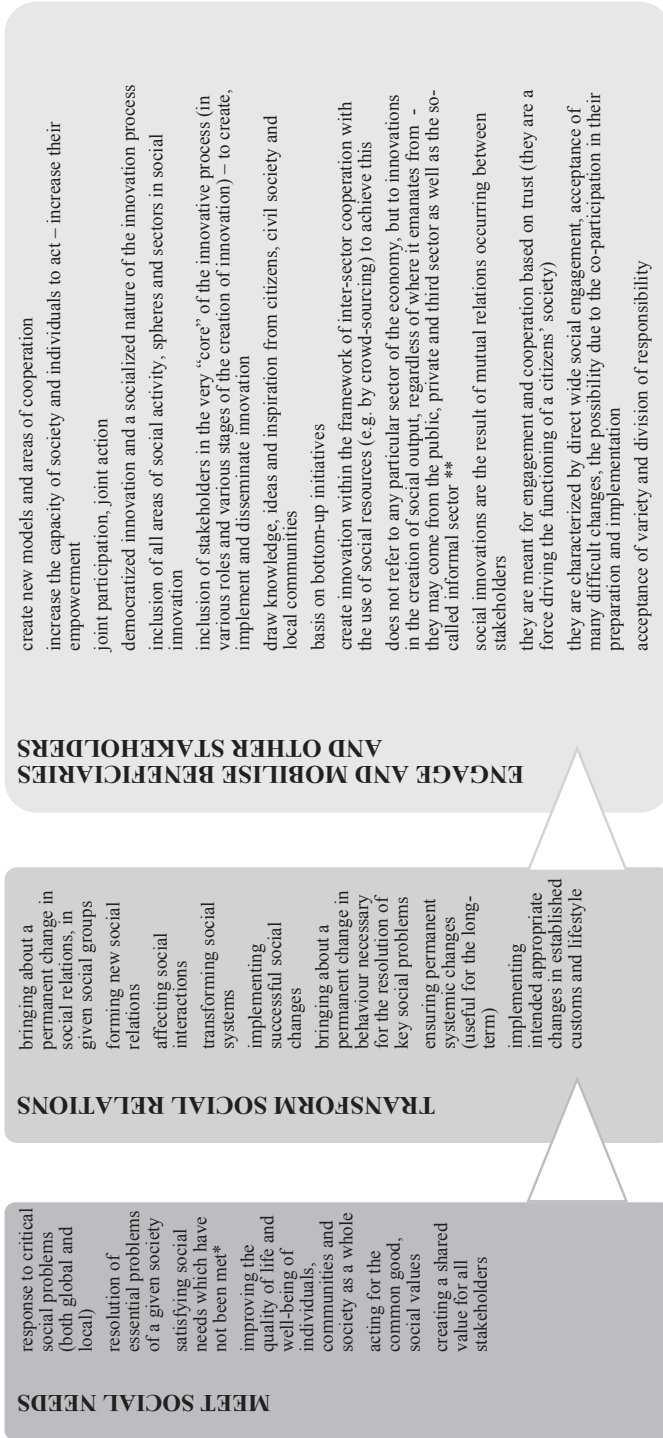 MEET SOCIAL NEEDS
response to critical
social problems
(both global and
local)
resolution of
essential problems
of a given society
satisfying social
needs which have
not been met*
improving the
quality of life and
well-being of
individuals,
communities and
society as a whole
acting for the
common good,
social values
creating a shared
value for all
stakeholders
TRANSFORM SOCIAL RELATIONS
bringing about a
permanent change in
social relations, in
given social groups
forming new social
relations
affecting social
interactions
transforming social
systems
implementing
successful social
changes
bringing about a
permanent change in
behaviour necessary
for the resolution of
key social problems
ensuring permanent
systemic changes
(useful for the long-
term)
implementing
intended appropriate
changes in established
customs and lifestyle
ENGAGE AND MOBILISE BENEFICIARIES
AND OTHER STAKEHOLDERS
create new models and areas of cooperation
increase the capacity of society and individuals to act – increase their
empowerment
joint participation, joint action
democratized innovation and a socialized nature of the innovation process
inclusion of all areas of social activity, spheres and sectors in social
innovation
inclusion of stakeholders in the very “core” of the innovative process (in
various roles and various stages of the creation of innovation) – to create,
implement and disseminate innovation
draw knowledge, ideas and inspiration from citizens, civil society and
local communities
basis on bottom-up initiatives
create innovation within the framework of inter-sector cooperation with
the use of social resources (e.g. by crowd-sourcing) to achieve this
does not refer to any particular sector of the economy, but to innovations
in the creation of social output, regardless of where it emanates from -
they may come from the public, private and third sector as well as the so-
called informal sector **
social innovations are the result of mutual relations occurring between
stakeholders
they are meant for engagement and cooperation based on trust (they are a
force driving the functioning of a citizens’ society)
they are characterized by direct wide social engagement, acceptance of
many difficult changes, the possibility due to the co-participation in their
preparation and implementation
acceptance of variety and division of responsibility